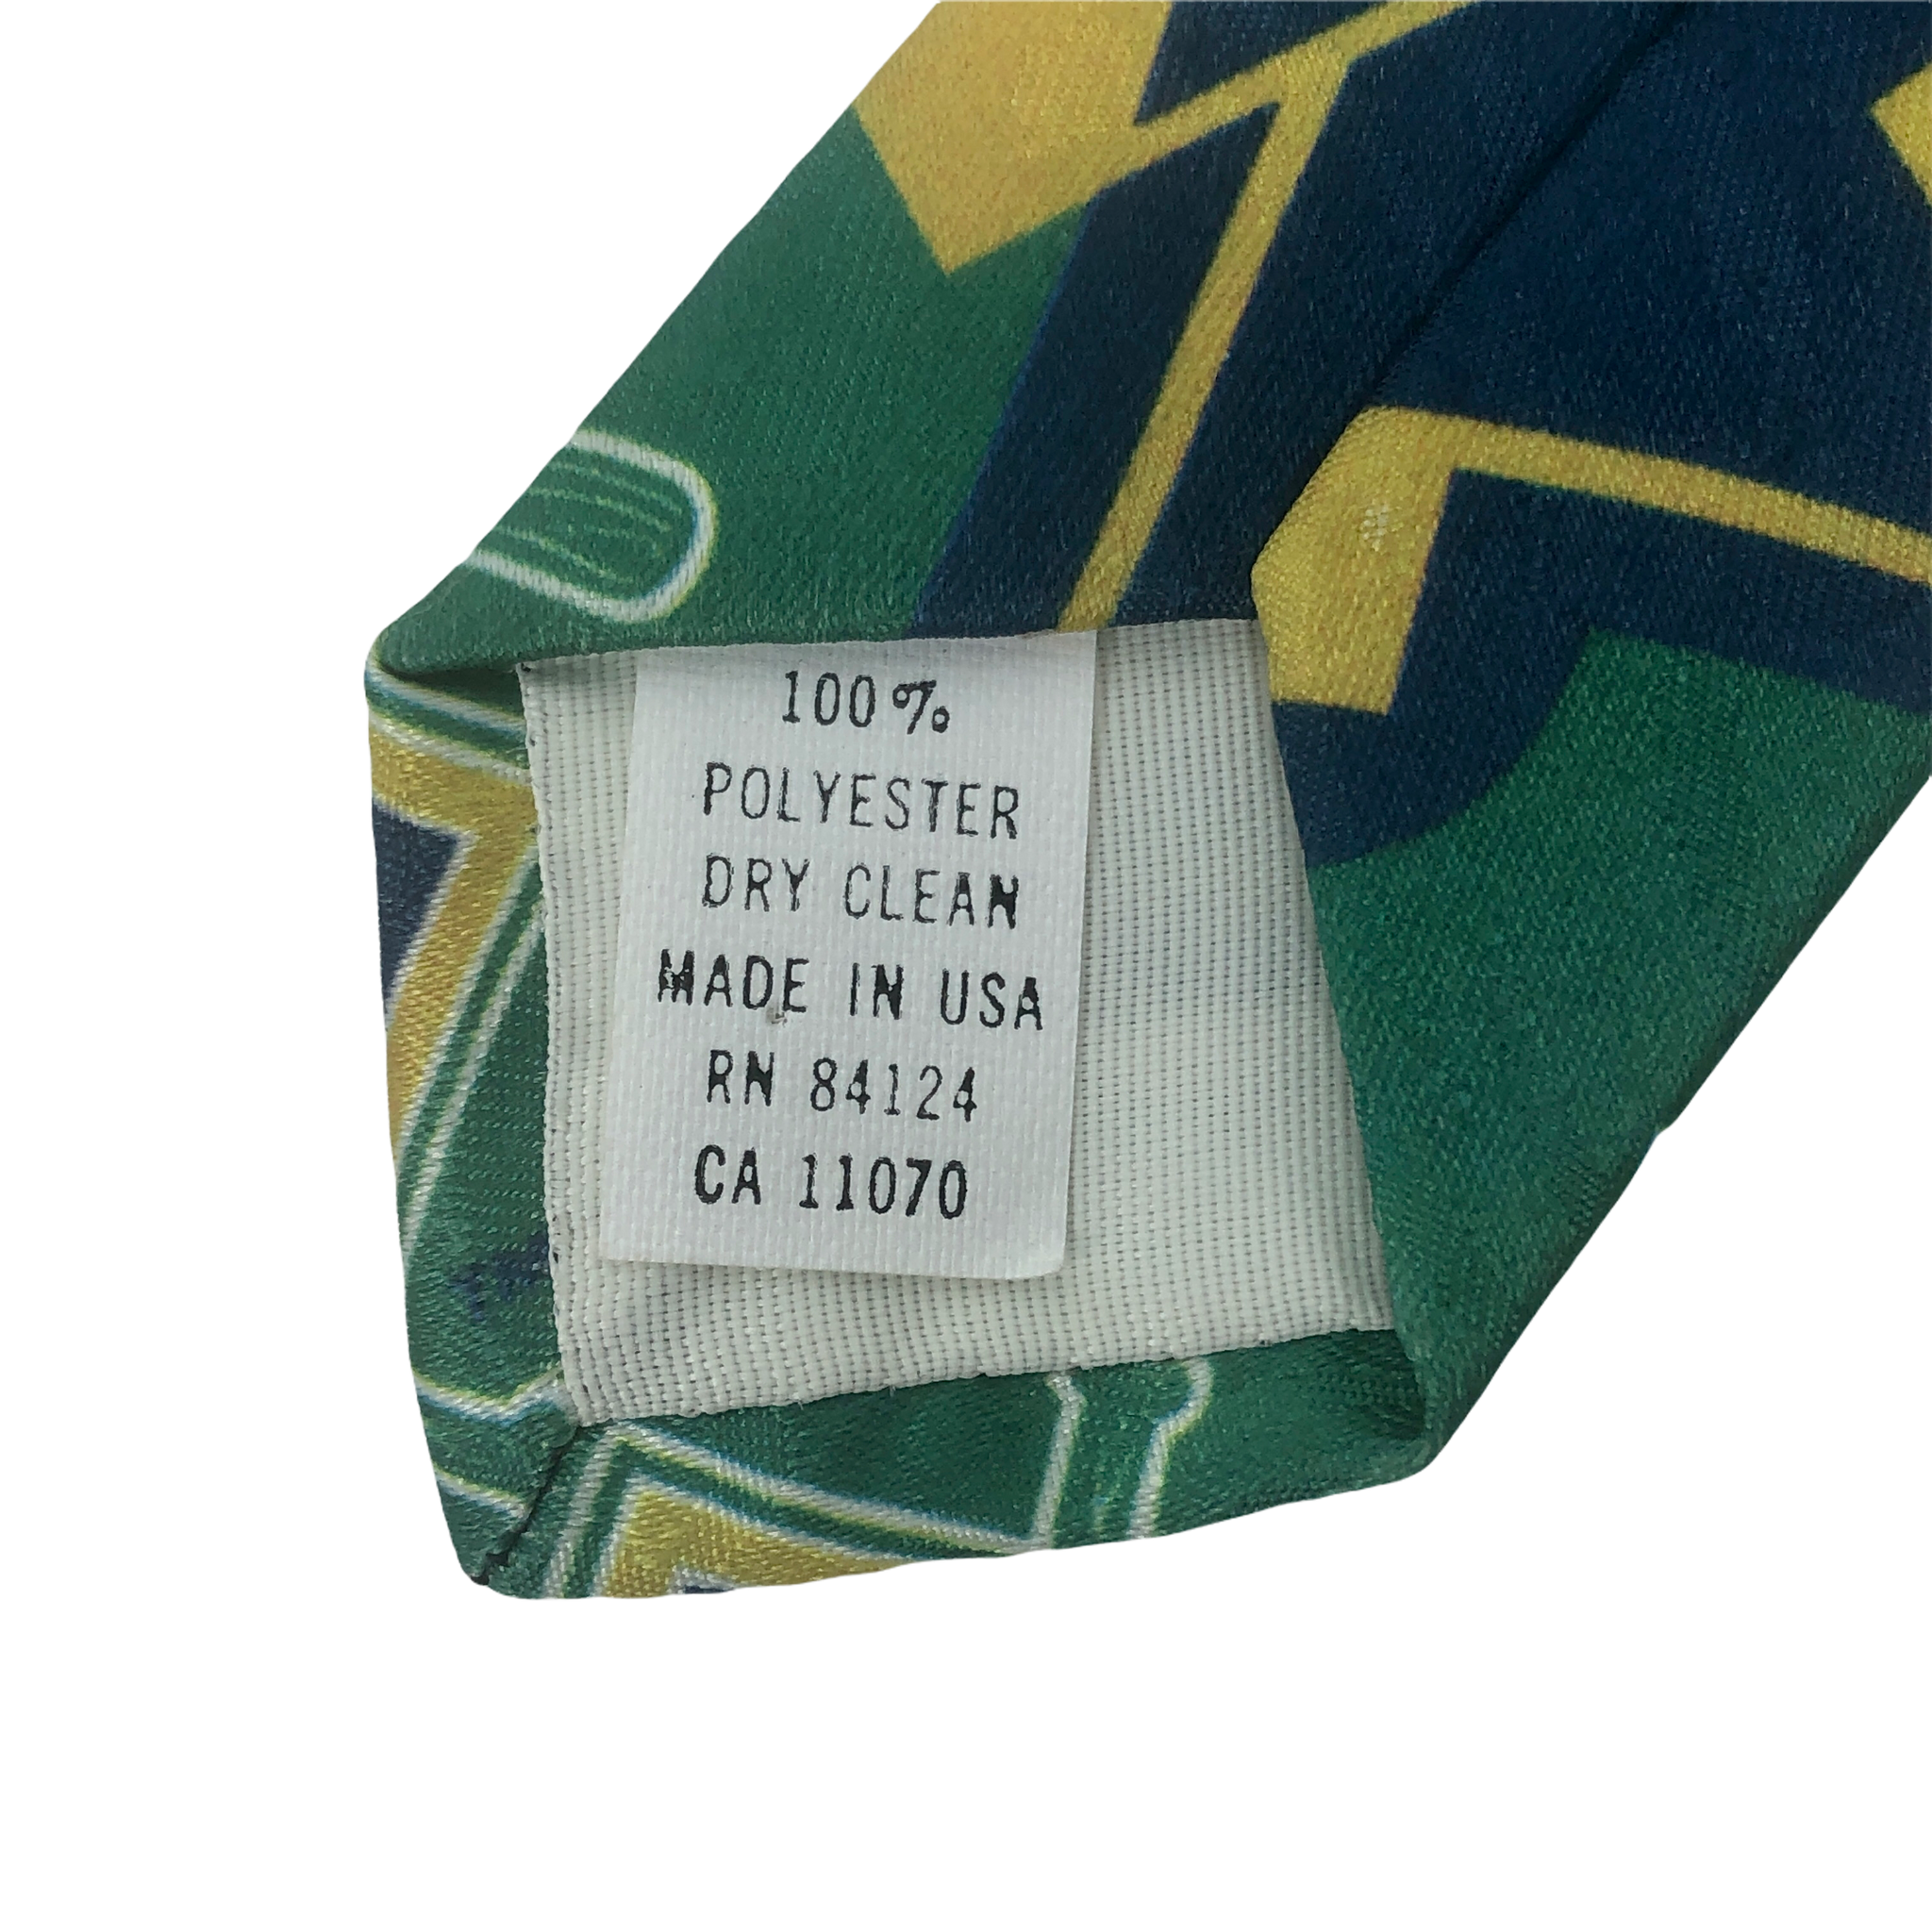 100%
POLYESTER
DRY CLEAN
MADE IN USA
RN 84124
CA 11070